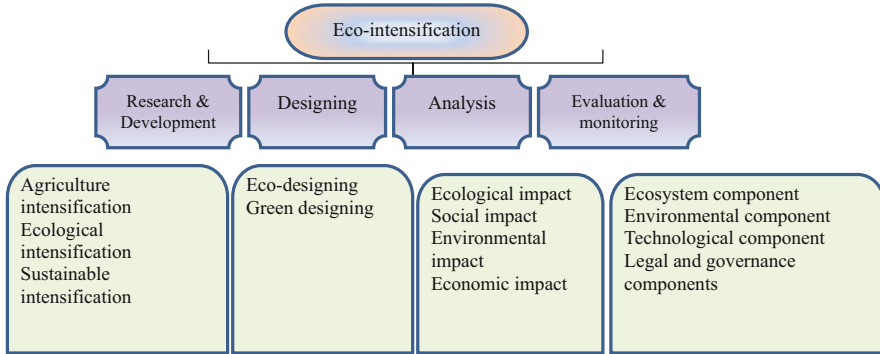 Eco-intensification
Research &
Development
Designing
Analysis
Evaluation &
monitoring
Agriculture
intensification
Ecological
intensification
Sustainable
intensification
Eco-designing
Green designing
Ecological impact
Social impact
Environmental
impact
Economic impact
Ecosystem component
Environmental component
Technological component
Legal and governance
components